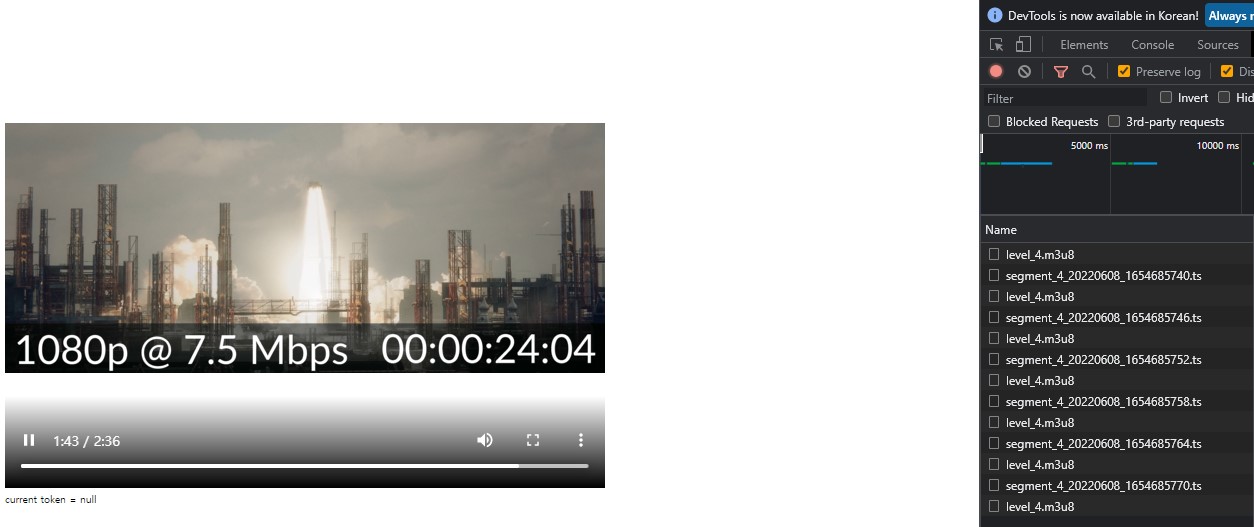 DevTools is now available in Korean! Always
Elements Console Sources
Preserve log
Filter Invert
Blocked Requests 3rd-party requests
5000 ms 10000 ms
Name
level_4.m3u8
segment_4_20220608_1654685740.ts
level_4.m3u8
segment_4_20220608_1654685746.ts
level_4.m3u8
segment_4_20220608_1654685752.ts
level_4.m3u8
segment_4_20220608_1654685758.ts
level_4.m3u8
segment_4_20220608_1654685764.ts
level_4.m3u8
segment_4_20220608_1654685770.ts
level_4.m3u8
1080p @ 7.5 Mbps 00:00:24:04
1:43 / 2:36
current token = null